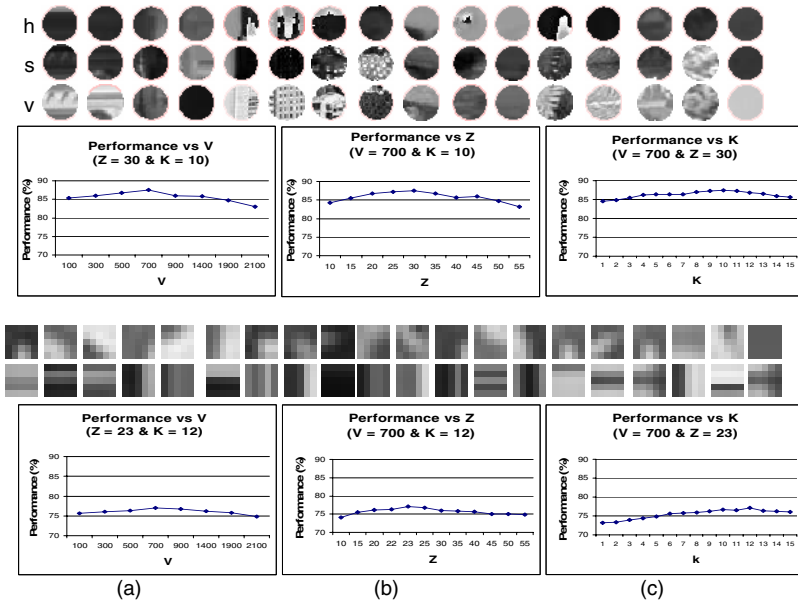 h
s
v
Performance vs V
(Z = 30 & K = 10)
Performance (%)
90
85
80
75
70
100 300 500 700 900 1400 1900 2100
V
Performance vs Z
(V = 700 & K = 10)
Performance (%)
90
85
80
75
70
10 15 20 25 30 35 40 45 50 55
Z
Performance vs K
(V = 700 & Z = 30)
Performance (%)
90
85
80
75
70
1 2 3 4 5 6 7 8 9 10 11 12 13 14 15
K
Performance vs V
(Z = 23 & K = 12)
Performance (%)
90
85
80
75
70
100 300 500 700 900 1400 1900 2100
V
Performance vs Z
(V = 700 & K = 12)
Performance (%)
90
85
80
75
70
10 15 20 22 23 25 30 35 40 45 50 55
Z
Performance vs K
(V = 700 & Z = 23)
Performance (%)
90
85
80
75
70
1 2 3 4 5 6 7 8 9 10 11 12 13 14 15
k
(a) (b) (c)